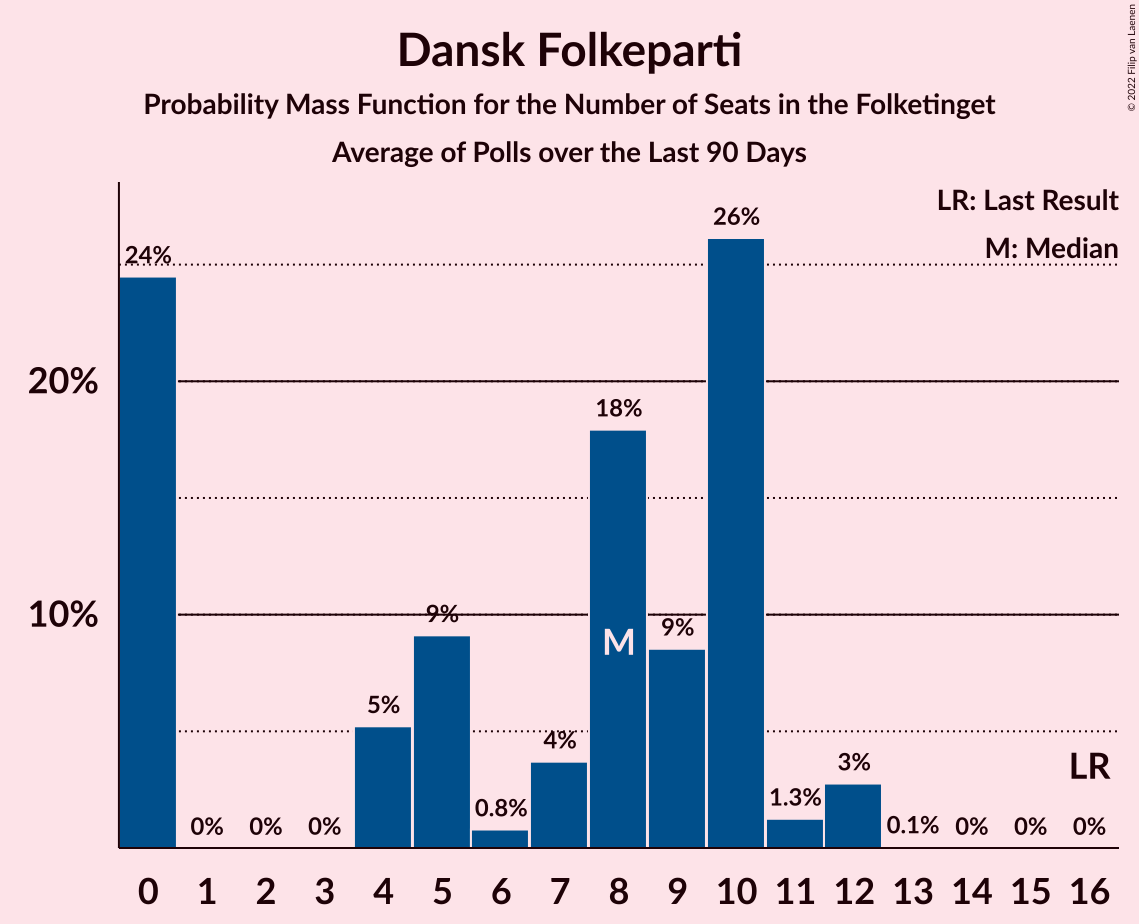 Dansk Folkeparti
Probability Mass Function for the Number of Seats in the Folketinget
Average of Polls over the Last 90 Days
© 2022 Filip van Laenen
LR: Last Result
M: Median
26%
24%
20%
18%
10%
9%
M
9%
5%
4%
3%
LR
0.8%
1.3%
0%
0%
0%
0.1%
0%
0%
0%
0 1 2 3 4 5 6 7 8 9 10 11 12 13 14 15 16